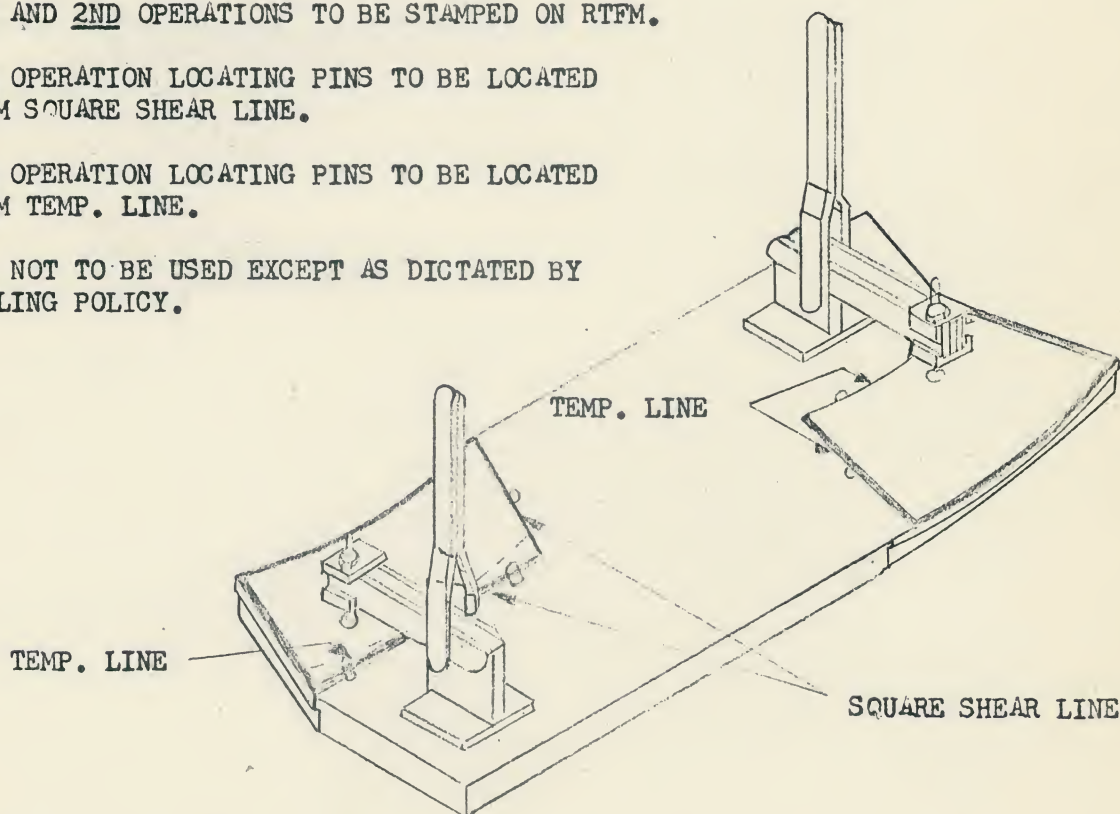 AND 2ND OPERATIONS TO BE STAMPED ON RTFM.
OPERATION LOCATING PINS TO BE LOCATED
M SQUARE SHEAR LINE.
OPERATION LOCATING PINS TO BE LOCATED
M TEMP. LINE.
NOT TO BE USED EXCEPT AS DICTATED BY
LING POLICY.
TEMP. LINE
TEMP. LINE
SQUARE SHEAR LINE